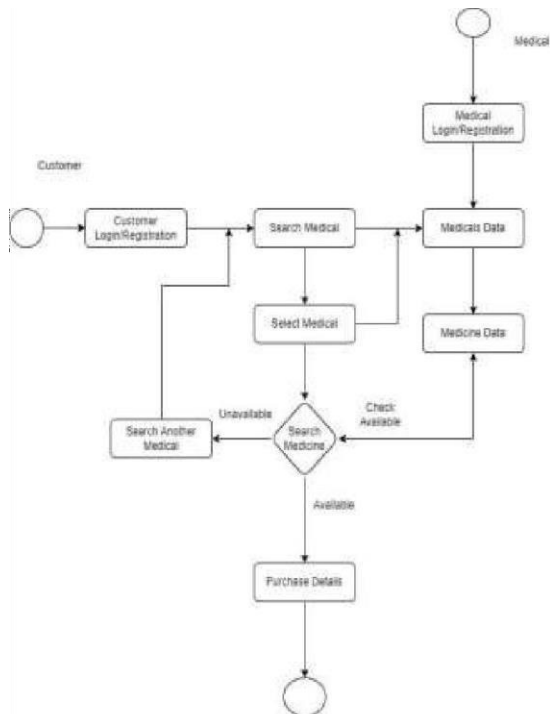 Medical
Medical
Login/Registration
Customer
Customer
Login/Registration
Search Medical
Medicals Data
Select Medical
Medicine Data
Unavailable
Check
Available
Search Another
Medical
Search
Medicine
Available
Purchase Details